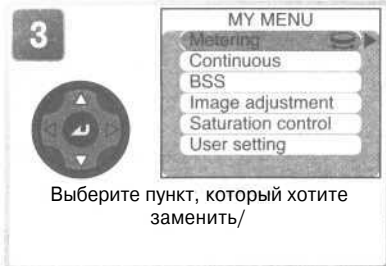 3
MY MENU
Metering
Continuous
BSS
Image adjustment
Saturation control
User setting
Выберите пункт, который хотите
заменить/